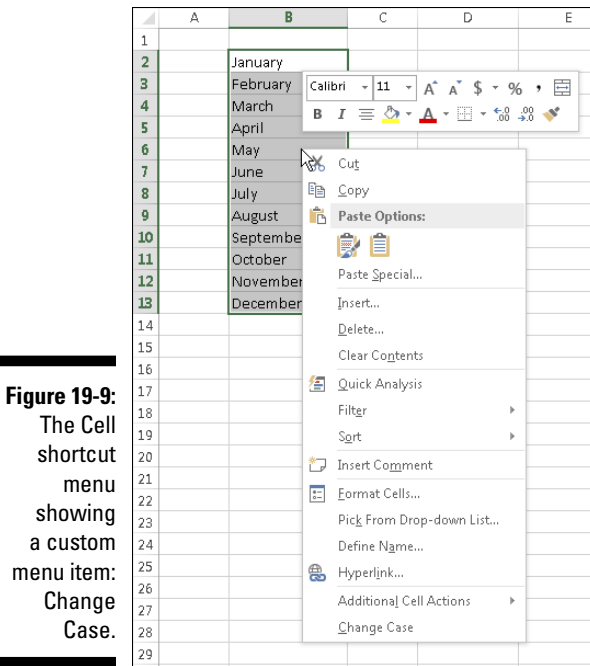 A B C D E
1
2 January
3 February
4 March
5 April
6 May
7 June
8 July
9 August
10 Septembe
11 October
12 November
13 December
14
15
16
17
18
19
20
21
22
23
24
25
26
27
28
29
Calibri 11 A A $ % ,
B I A .0 .00 .00 .0
Cut
Copy
Paste Options:
Paste Special...
Insert...
Delete...
Clear Contents
Quick Analysis
Filter
Sort
Insert Comment
Format Cells...
Pick From Drop-down List...
Define Name...
Hyperlink...
Additional Cell Actions
Change Case
Figure 19-9:
The Cell
shortcut
menu
showing
a custom
menu item:
Change
Case.